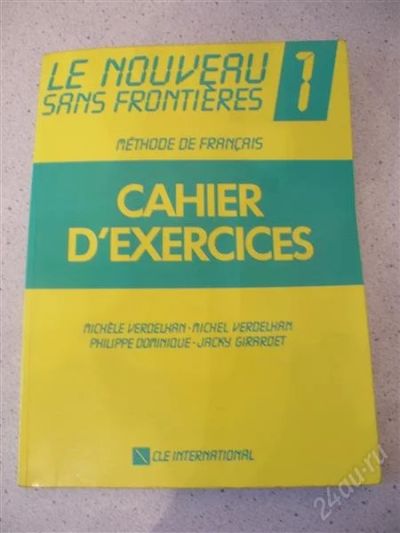 LE NOUVEAU 1
SANS FRONTIÈRES
MÉTHODE DE FRANÇAIS
CAHIER
D'EXERCICES
MICHÈLE VERDELHAN - MICHEL VERDELHAN
PHILIPPE DOMINIQUE - JACKY GIRARDET
CLE INTERNATIONAL
24au.ru